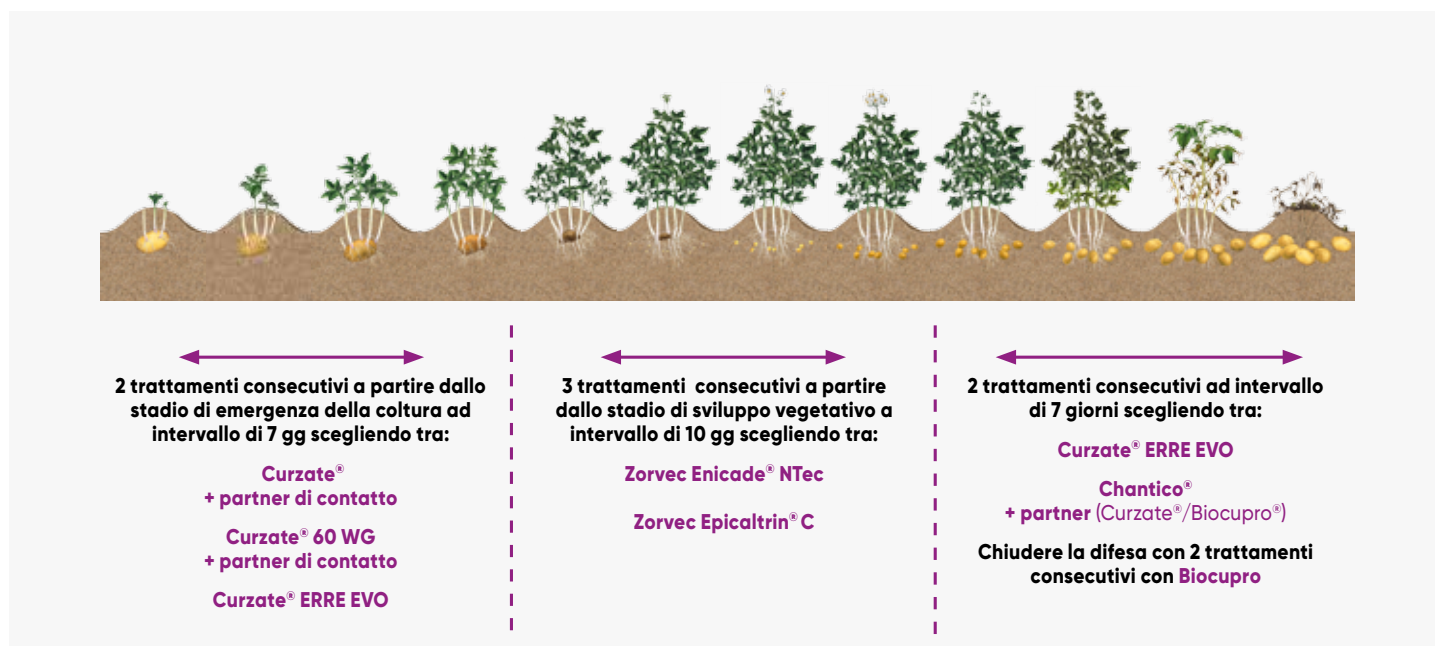 2 trattamenti consecutivi a partire dallo
stadio di emergenza della coltura ad
intervallo di 7 gg scegliendo tra:
Curzate®
+ partner di contatto
Curzate® 60 WG
+ partner di contatto
Curzate® ERRE EVO
3 trattamenti consecutivi a partire
dallo stadio di sviluppo vegetativo a
intervallo di 10 gg scegliendo tra:
Zorvec Enicade® NTec
Zorvec Epicaltrin® C
2 trattamenti consecutivi ad intervallo
di 7 giorni scegliendo tra:
Curzate® ERRE EVO
Chantico®
+ partner (Curzate®/Biocupro®)
Chiudere la difesa con 2 trattamenti
consecutivi con Biocupro